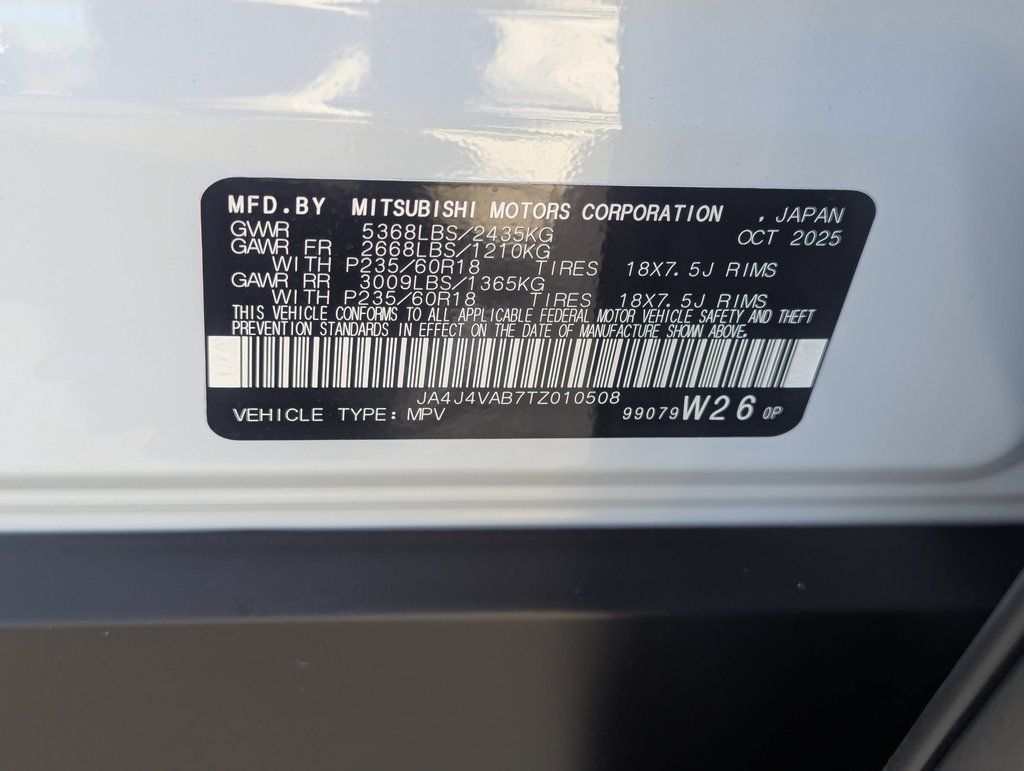 MFD.BY MITSUBISHI MOTORS CORPORATION , JAPAN
GVWR 5368LBS/2435KG OCT 2025
GAWR FR 2668LBS/1210KG
WITH P235/60R18 TIRES 18X7.5J RIMS
GAWR RR 3009LBS/1365KG
WITH P235/60R18 TIRES 18X7.5J RIMS
THIS VEHICLE CONFORMS TO ALL APPLICABLE FEDERAL MOTOR VEHICLE SAFETY AND THEFT
PREVENTION STANDARDS IN EFFECT ON THE DATE OF MANUFACTURE SHOWN ABOVE.
JA4J4VAB7TZ010508
VEHICLE TYPE: MPV 99079 W26 0P